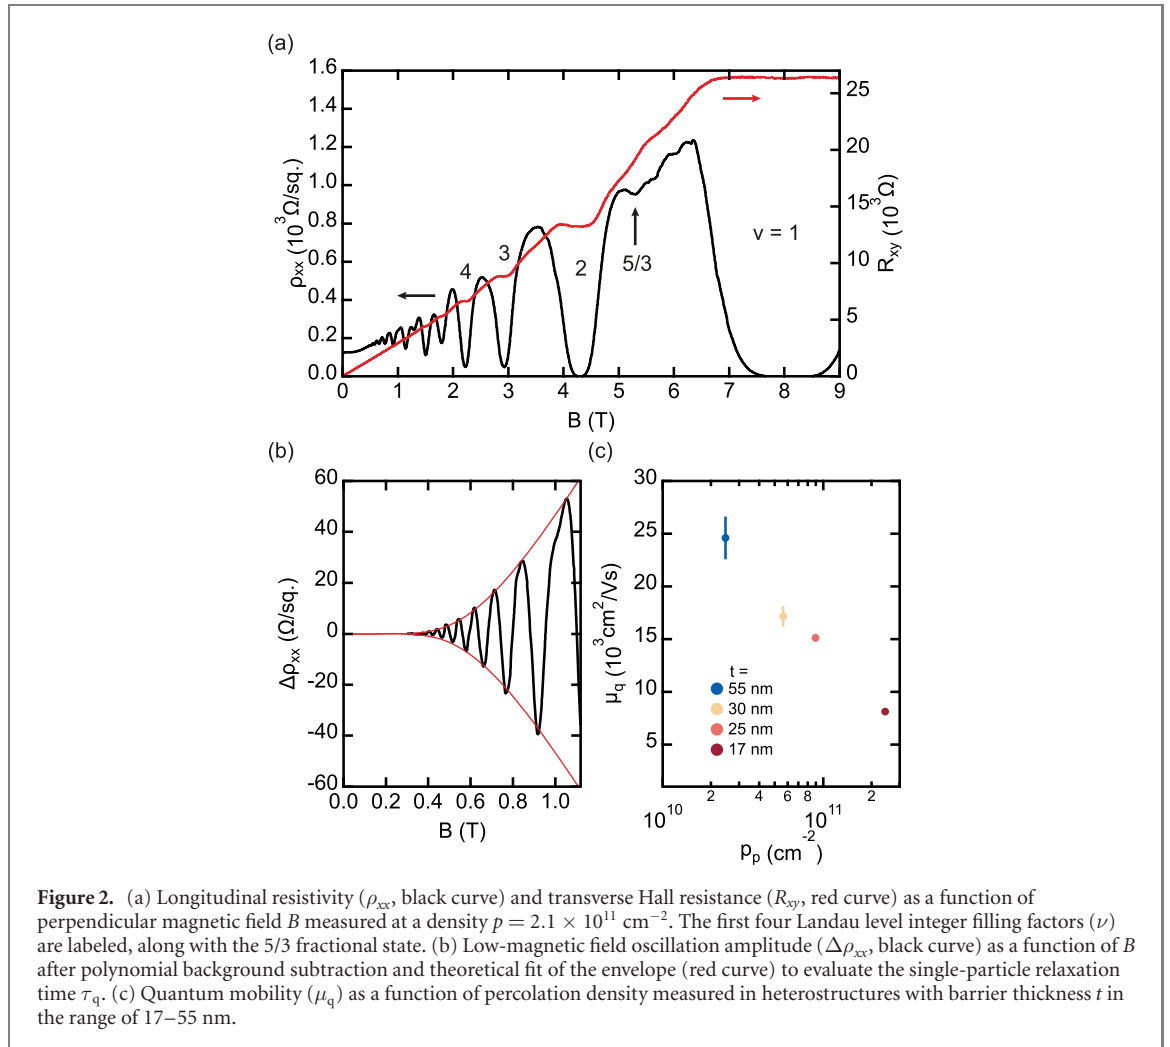 (a)
1.6
1.4
1.2
1.0
0.8
0.6
0.4
0.2
0.0
ρxx (10³Ω/sq.)
25
20
15
10
5
0
Rxy (10³Ω)
4
3
2
5/3
v = 1
0 1 2 3 4 5 6 7 8 9
B (T)
(b)
60
40
20
0
-20
-40
-60
Δρxx (Ω/sq.)
0.0 0.2 0.4 0.6 0.8 1.0
B (T)
(c)
30
25
20
15
10
5
μq (10³cm²/Vs)
t =
55 nm
30 nm
25 nm
17 nm
2 4 6 8 2
10¹⁰ 10¹¹
pp (cm⁻²)
Figure 2. (a) Longitudinal resistivity (ρxx, black curve) and transverse Hall resistance (Rxy, red curve) as a function of
perpendicular magnetic field B measured at a density p = 2.1 × 10¹¹ cm⁻². The first four Landau level integer filling factors (ν)
are labeled, along with the 5/3 fractional state. (b) Low-magnetic field oscillation amplitude (Δρxx, black curve) as a function of B
after polynomial background subtraction and theoretical fit of the envelope (red curve) to evaluate the single-particle relaxation
time τq. (c) Quantum mobility (μq) as a function of percolation density measured in heterostructures with barrier thickness t in
the range of 17–55 nm.